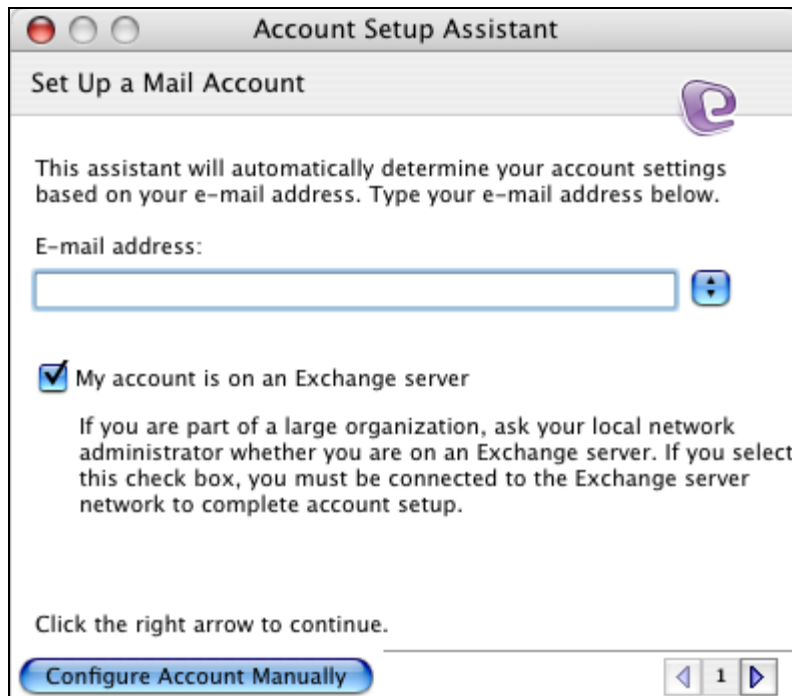 Account Setup Assistant
Set Up a Mail Account
This assistant will automatically determine your account settings
based on your e-mail address. Type your e-mail address below.
E-mail address:
My account is on an Exchange server
If you are part of a large organization, ask your local network
administrator whether you are on an Exchange server. If you select
this check box, you must be connected to the Exchange server
network to complete account setup.
Click the right arrow to continue.
Configure Account Manually
1